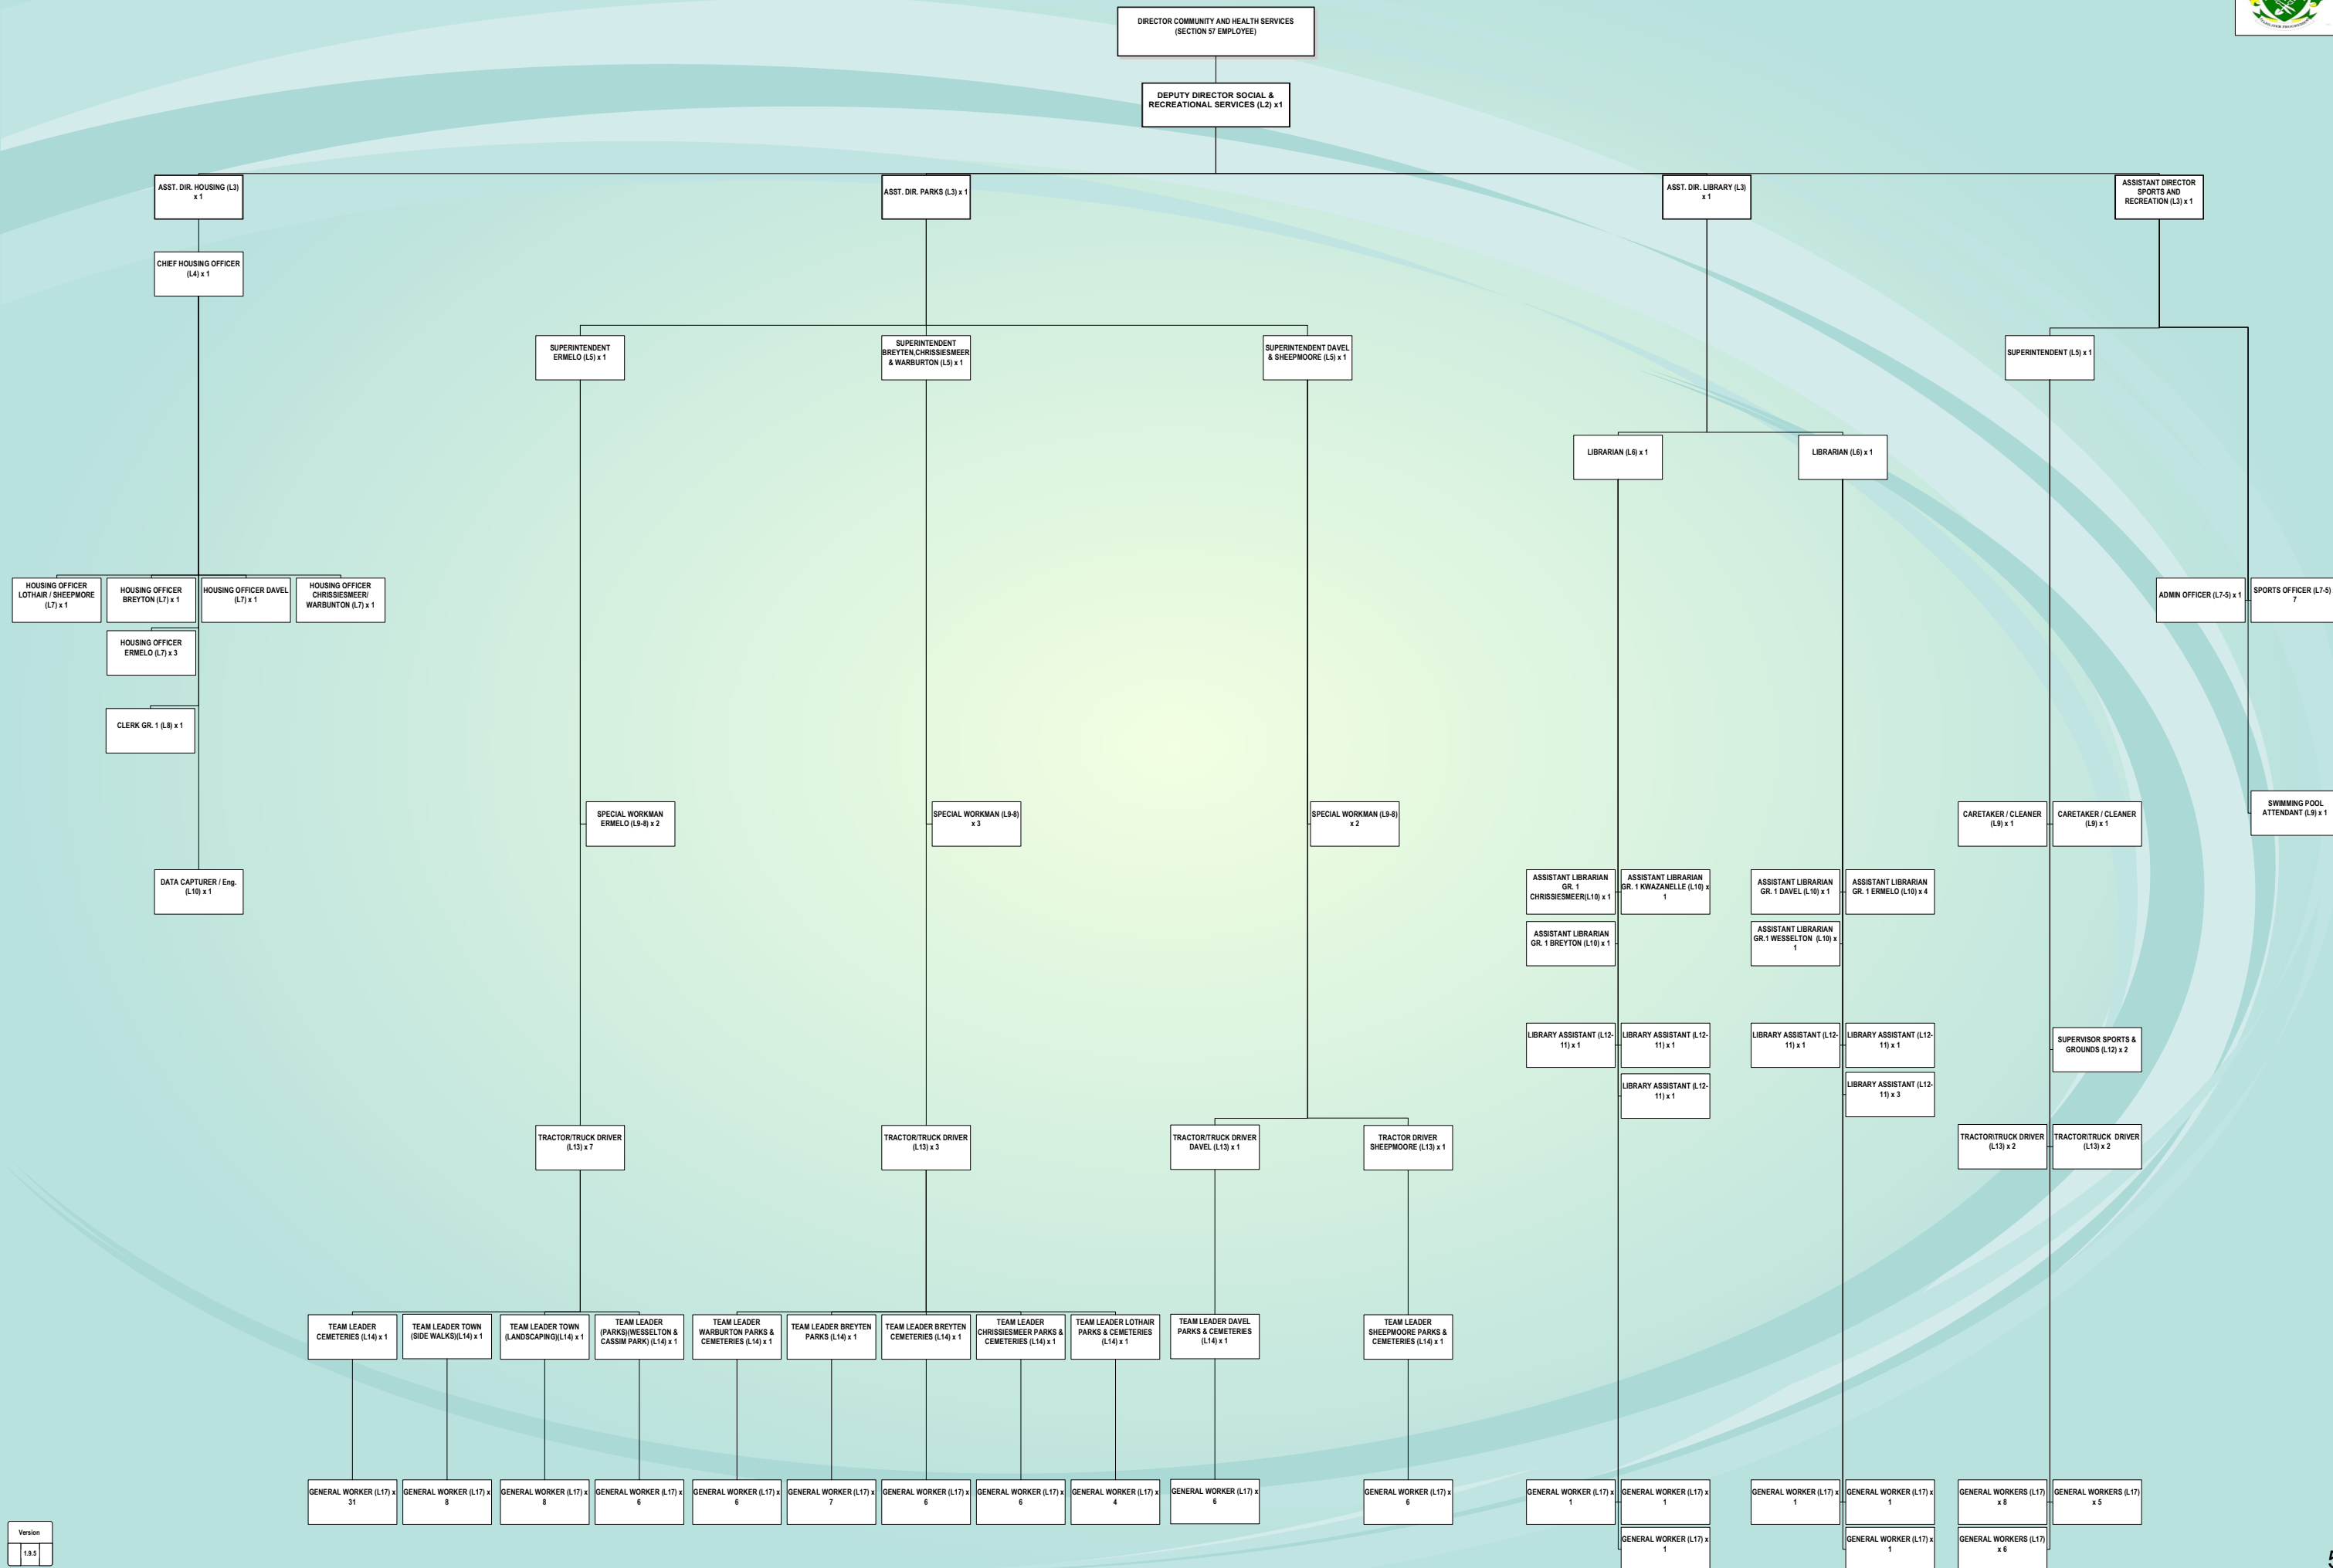 DIRECTOR COMMUNITY AND HEALTH SERVICES
(SECTION 57 EMPLOYEE)
DEPUTY DIRECTOR SOCIAL &
RECREATIONAL SERVICES (L2) x1
ASST. DIR. HOUSING (L3)
x 1
ASST. DIR. PARKS (L3) x 1
ASST. DIR. LIBRARY (L3)
x 1
ASSISTANT DIRECTOR
SPORTS AND
RECREATION (L3) x 1
CHIEF HOUSING OFFICER
(L4) x 1
SUPERINTENDENT
ERMELO (L5) x 1
SUPERINTENDENT
BREYTEN,CHRISSIESMEER
& WARBURTON (L5) x 1
SUPERINTENDENT DAVEL
& SHEEPMOORE (L5) x 1
SUPERINTENDENT (L5) x 1
LIBRARIAN (L6) x 1
LIBRARIAN (L6) x 1
HOUSING OFFICER
LOTHAIR / SHEEPMORE
(L7) x 1
HOUSING OFFICER
BREYTON (L7) x 1
HOUSING OFFICER DAVEL
(L7) x 1
HOUSING OFFICER
CHRISSIESMEER/
WARBUNTON (L7) x 1
ADMIN OFFICER (L7-5) x 1
SPORTS OFFICER (L7-5)
7
HOUSING OFFICER
ERMELO (L7) x 3
CLERK GR. 1 (L8) x 1
SPECIAL WORKMAN
ERMELO (L9-8) x 2
SPECIAL WORKMAN (L9-8)
x 3
SPECIAL WORKMAN (L9-8)
x 2
CARETAKER / CLEANER
(L9) x 1
CARETAKER / CLEANER
(L9) x 1
SWIMMING POOL
ATTENDANT (L9) x 1
DATA CAPTURER / Eng.
(L10) x 1
ASSISTANT LIBRARIAN
GR. 1
CHRISSIESMEER(L10) x 1
ASSISTANT LIBRARIAN
GR. 1 KWAZANELLE (L10) x
1
ASSISTANT LIBRARIAN
GR. 1 DAVEL (L10) x 1
ASSISTANT LIBRARIAN
GR. 1 ERMELO (L10) x 4
ASSISTANT LIBRARIAN
GR. 1 BREYTON (L10) x 1
ASSISTANT LIBRARIAN
GR.1 WESSELTON (L10) x
1
LIBRARY ASSISTANT (L12-
11) x 1
LIBRARY ASSISTANT (L12-
11) x 1
LIBRARY ASSISTANT (L12-
11) x 1
LIBRARY ASSISTANT (L12-
11) x 1
SUPERVISOR SPORTS &
GROUNDS (L12) x 2
LIBRARY ASSISTANT (L12-
11) x 1
LIBRARY ASSISTANT (L12-
11) x 3
TRACTOR/TRUCK DRIVER
(L13) x 7
TRACTOR/TRUCK DRIVER
(L13) x 3
TRACTOR/TRUCK DRIVER
DAVEL (L13) x 1
TRACTOR DRIVER
SHEEPMOORE (L13) x 1
TRACTOR\TRUCK DRIVER
(L13) x 2
TRACTOR\TRUCK DRIVER
(L13) x 2
TEAM LEADER
CEMETERIES (L14) x 1
TEAM LEADER TOWN
(SIDE WALKS)(L14) x 1
TEAM LEADER TOWN
(LANDSCAPING)(L14) x 1
TEAM LEADER
(PARKS)(WESSELTON &
CASSIM PARK) (L14) x 1
TEAM LEADER
WARBURTON PARKS &
CEMETERIES (L14) x 1
TEAM LEADER BREYTEN
PARKS (L14) x 1
TEAM LEADER BREYTEN
CEMETERIES (L14) x 1
TEAM LEADER
CHRISSIESMEER PARKS &
CEMETERIES (L14) x 1
TEAM LEADER LOTHAIR
PARKS & CEMETERIES
(L14) x 1
TEAM LEADER DAVEL
PARKS & CEMETERIES
(L14) x 1
TEAM LEADER
SHEEPMOORE PARKS &
CEMETERIES (L14) x 1
GENERAL WORKER (L17) x
31
GENERAL WORKER (L17) x
8
GENERAL WORKER (L17) x
8
GENERAL WORKER (L17) x
6
GENERAL WORKER (L17) x
6
GENERAL WORKER (L17) x
7
GENERAL WORKER (L17) x
6
GENERAL WORKER (L17) x
6
GENERAL WORKER (L17) x
4
GENERAL WORKER (L17) x
6
GENERAL WORKER (L17) x
6
GENERAL WORKER (L17) x
1
GENERAL WORKER (L17) x
1
GENERAL WORKER (L17) x
1
GENERAL WORKER (L17) x
1
GENERAL WORKERS (L17)
x 8
GENERAL WORKERS (L17)
x 5
GENERAL WORKER (L17) x
1
GENERAL WORKER (L17) x
1
GENERAL WORKERS (L17)
x 6
Version
1.9.5